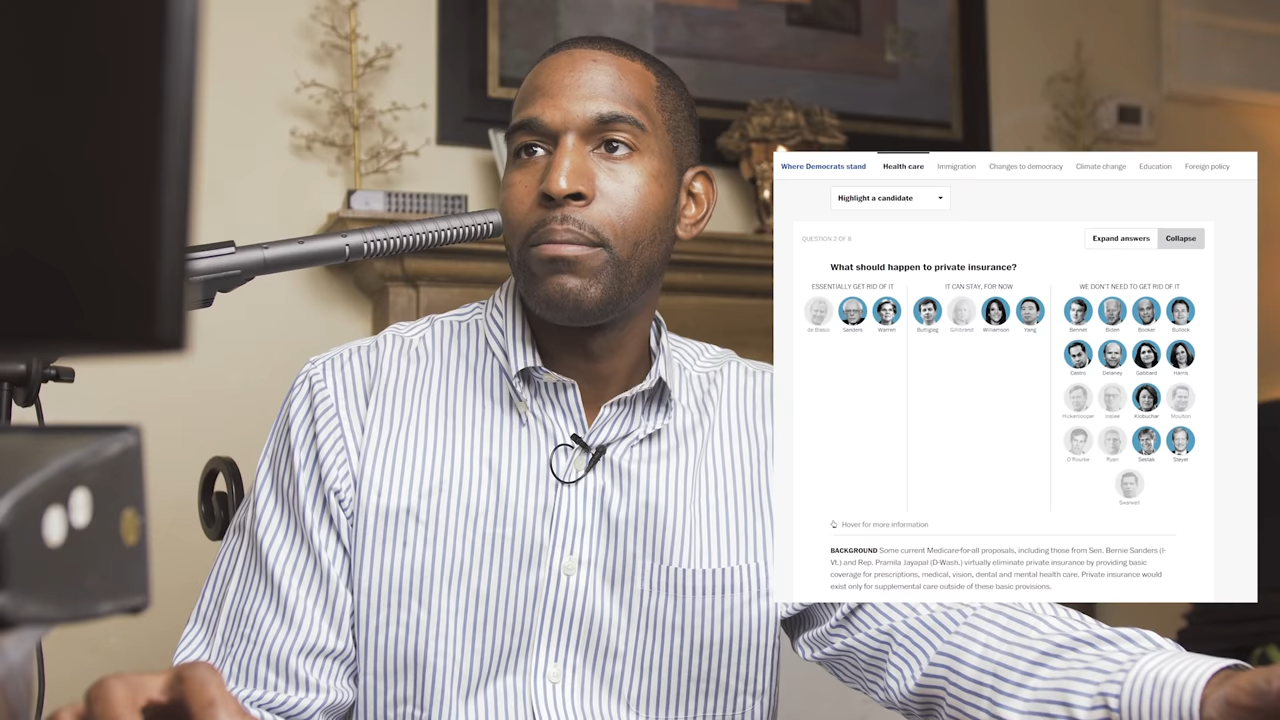 Where Democrats stand Health care Immigration Changes to democracy Climate change Education Foreign policy
Highlight a candidate
QUESTION 2 OF 8 Expand answers Collapse
What should happen to private insurance?
ESSENTIALLY GET RID OF IT IT CAN STAY, FOR NOW WE DON'T NEED TO GET RID OF IT
de Blasio Sanders Warren Buttigieg Gillibrand Williamson Yang Bennet Biden Booker Bullock
Castro Delaney Gabbard Harris
Hickenlooper Inslee Klobuchar Moulton
O'Rourke Ryan Sestak Steyer
Swalwell
Hover for more information
BACKGROUND Some current Medicare-for-all proposals, including those from Sen. Bernie Sanders (I-
Vt.) and Rep. Pramila Jayapal (D-Wash.) virtually eliminate private insurance by providing basic
coverage for prescriptions, medical, vision, dental and mental health care. Private insurance would
exist only for supplemental care outside of these basic provisions.